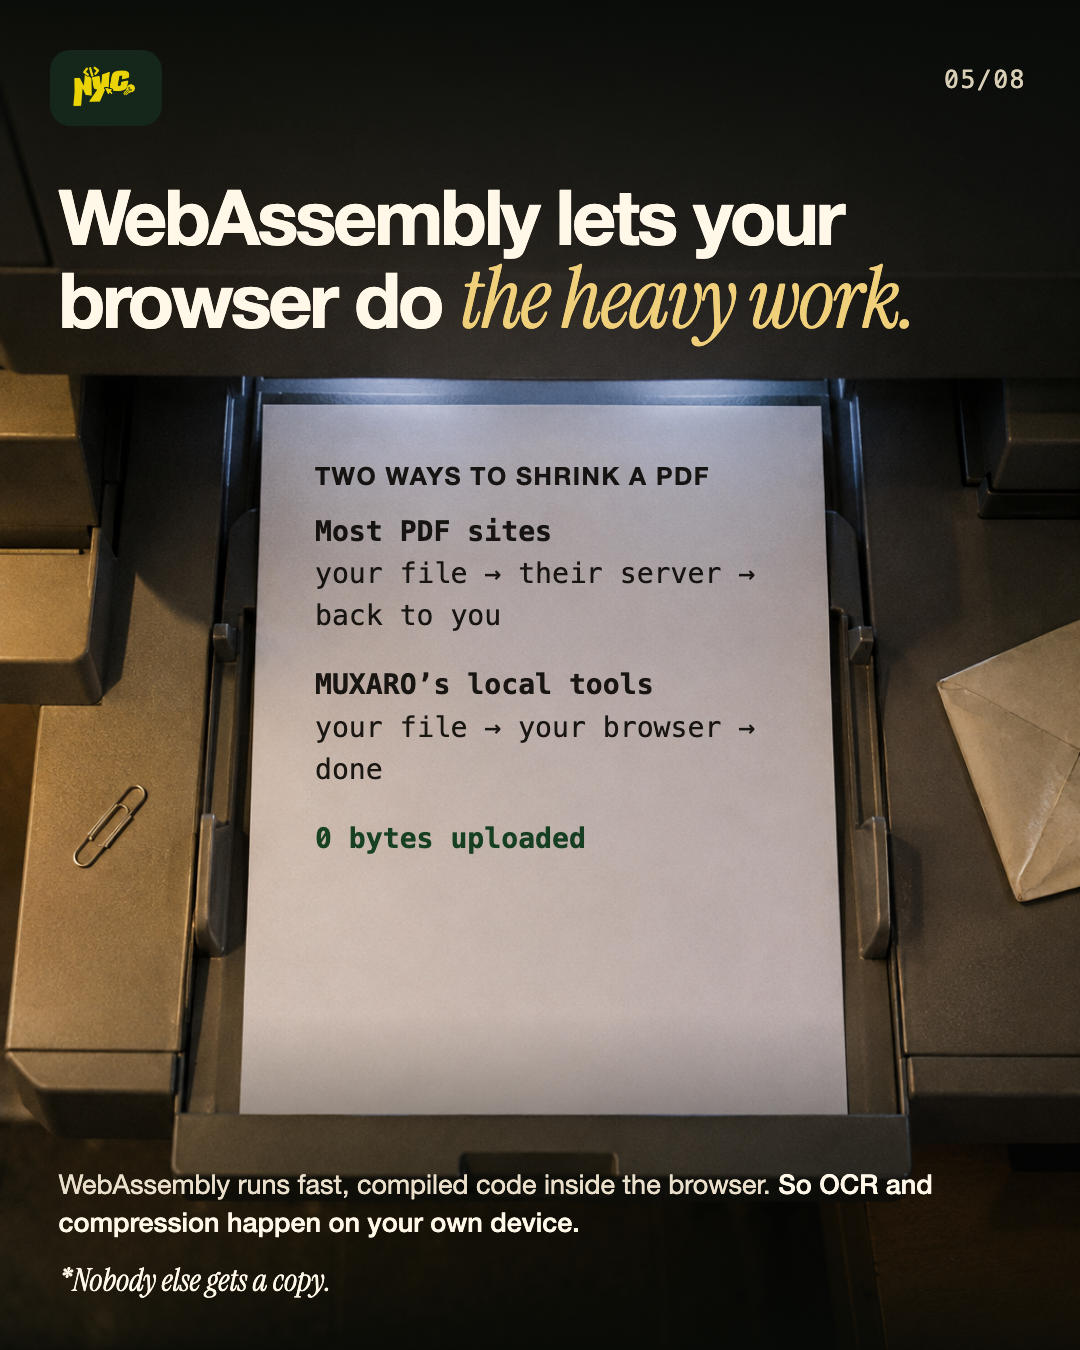 NYC
05/08
WebAssembly lets your
browser do the heavy work.
TWO WAYS TO SHRINK A PDF
Most PDF sites
your file → their server →
back to you
MUXARO’s local tools
your file → your browser →
done
0 bytes uploaded
WebAssembly runs fast, compiled code inside the browser. So OCR and
compression happen on your own device.
*Nobody else gets a copy.